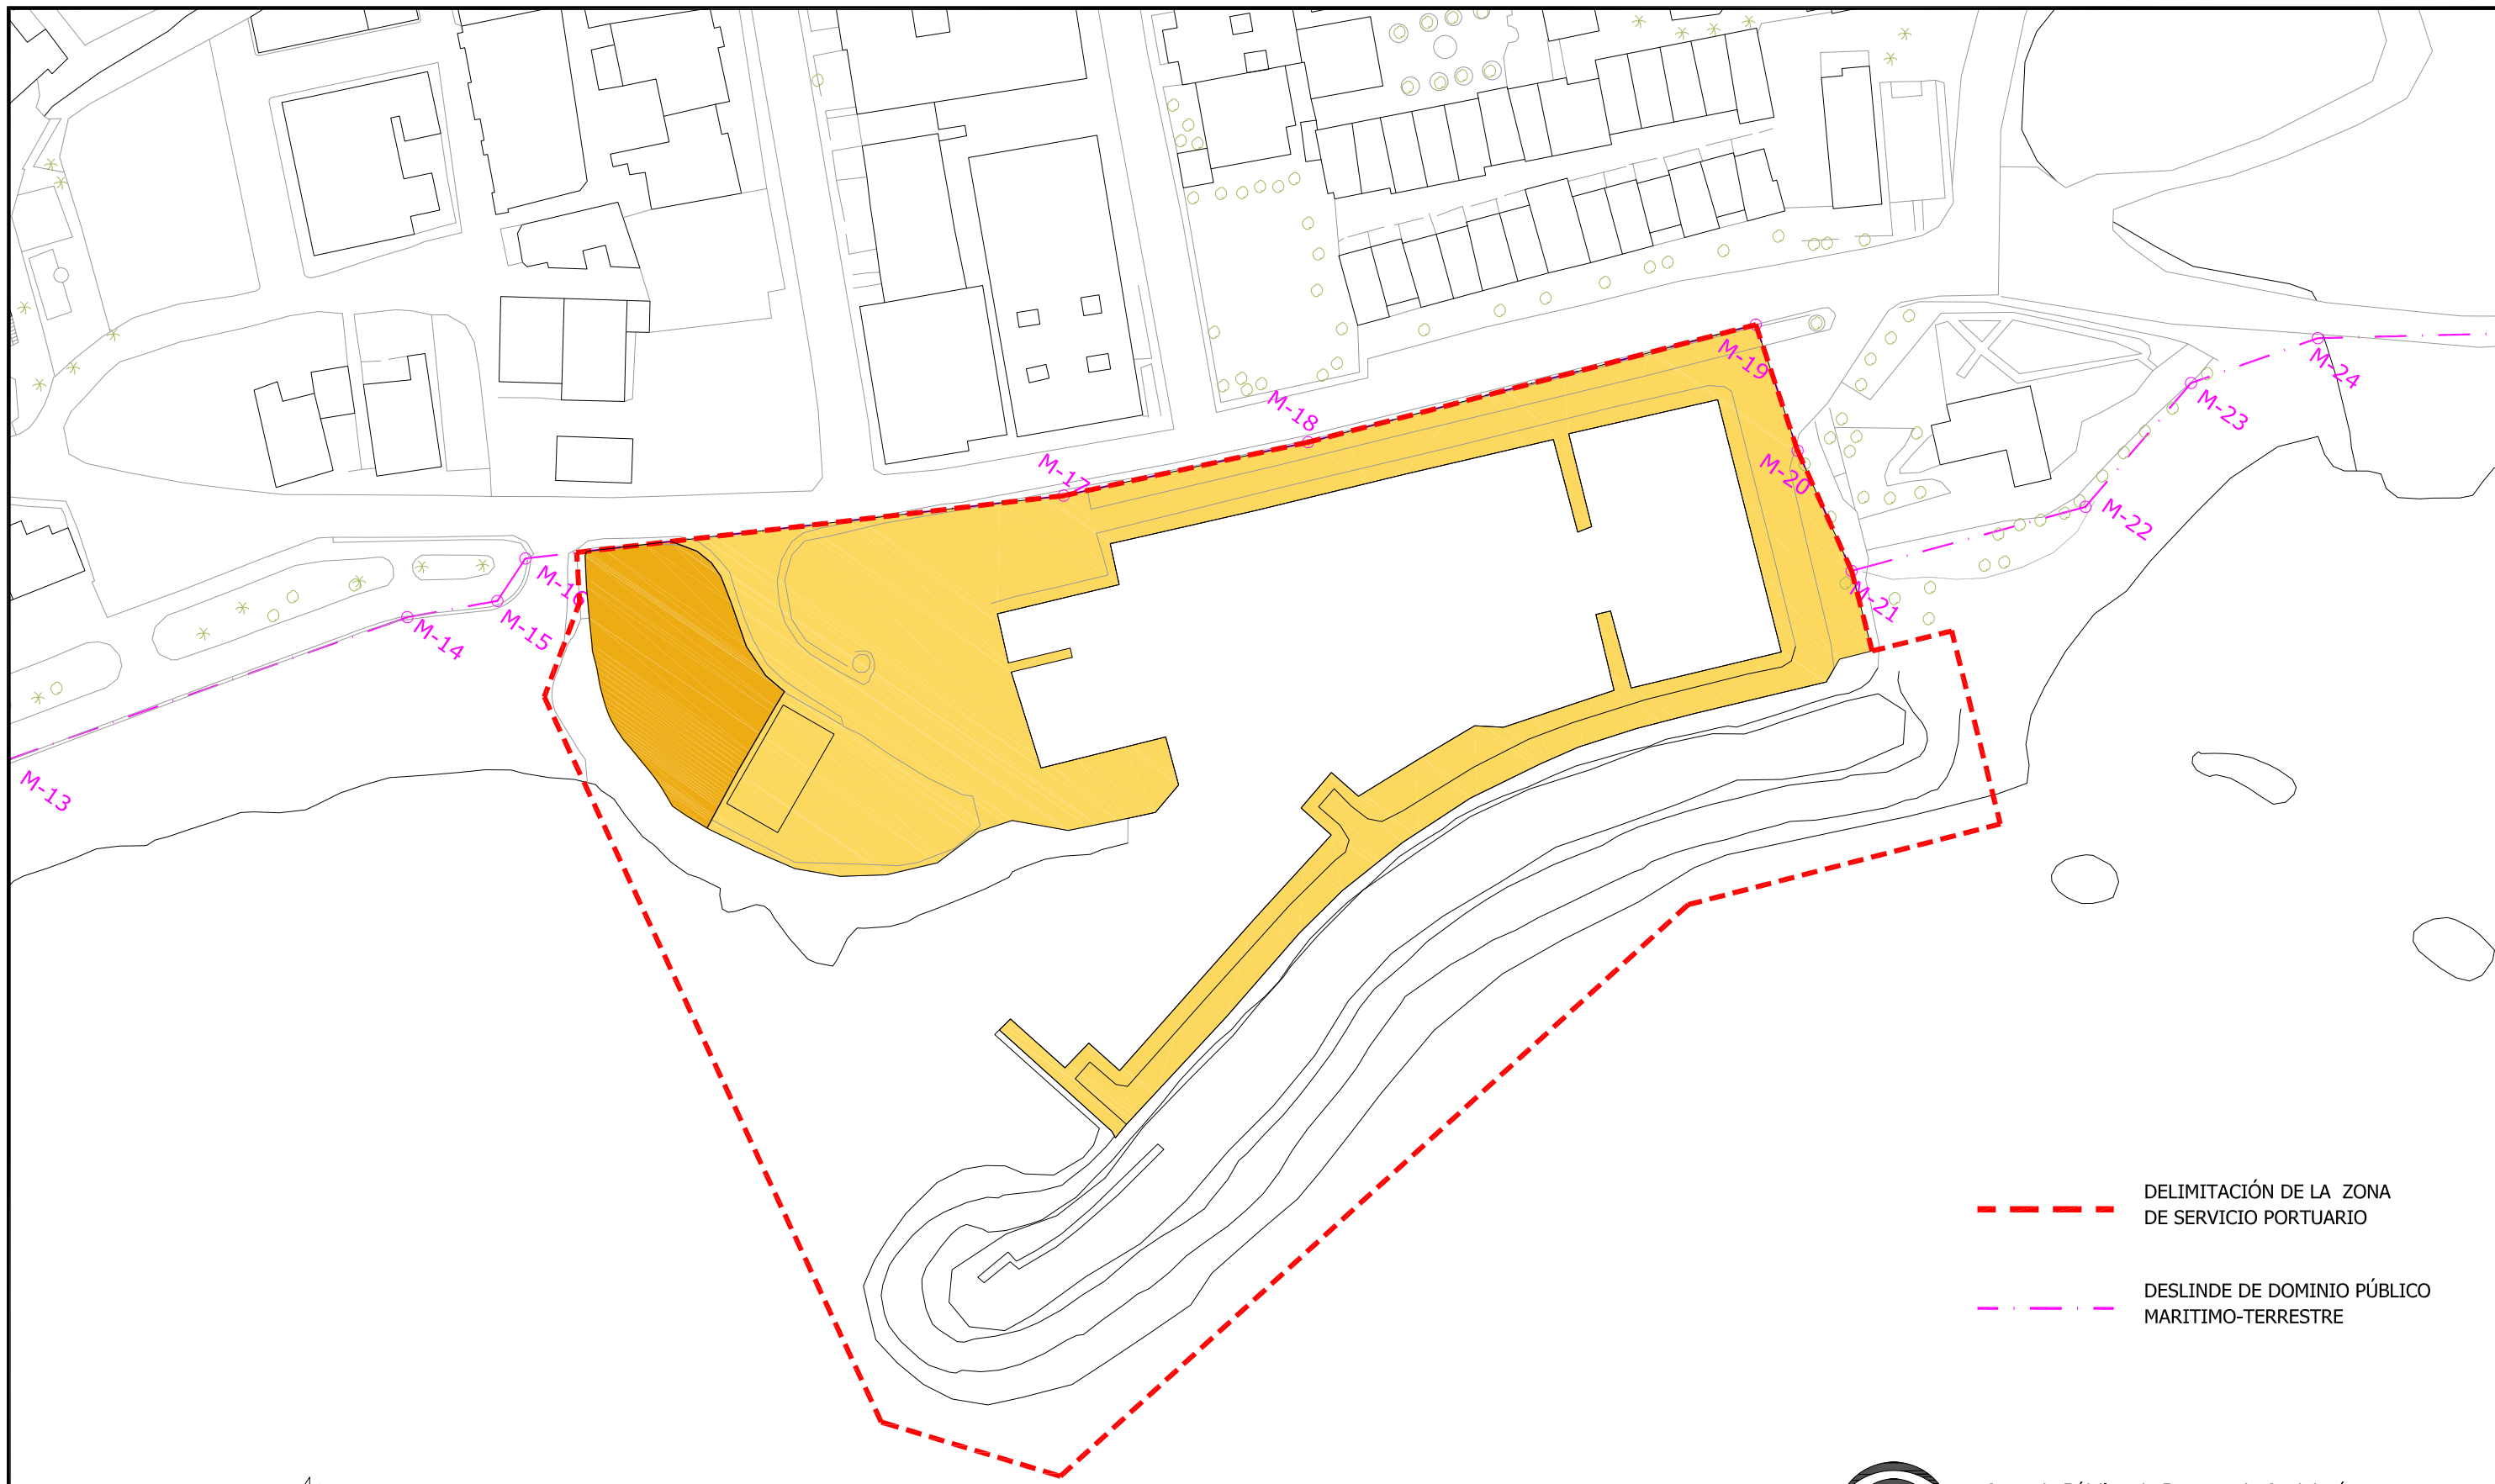 M-19
M-24
M-18
M-23
M-17
M-20
M-22
M-16
M-21
M-15
M-14
M-13
DELIMITACIÓN DE LA ZONA
DE SERVICIO PORTUARIO
DESLINDE DE DOMINIO PÚBLICO
MARITIMO-TERRESTRE